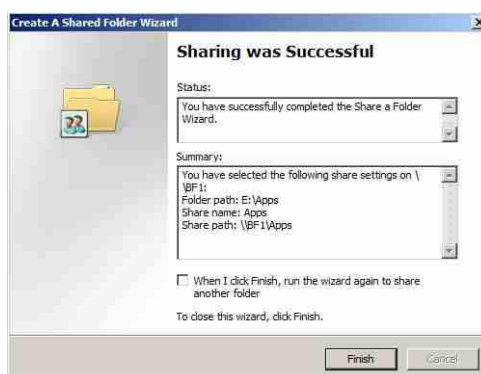 Create A Shared Folder Wizard
Sharing was Successful
Status:
You have successfully completed the Share a Folder
Wizard.
Summary:
You have selected the following share settings on \
\BF1:
Folder path: E:\Apps
Share name: Apps
Share path: \\BF1\Apps
When I click Finish, run the wizard again to share
another folder
To close this wizard, click Finish.
Finish
Cancel